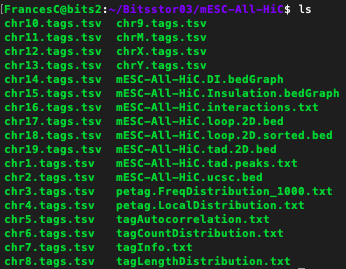 [FrancesC@bits2:~/Bitsstor03/mESC-All-HiC$ ls
chr10.tags.tsv chr9.tags.tsv
chr11.tags.tsv chrM.tags.tsv
chr12.tags.tsv chrX.tags.tsv
chr13.tags.tsv chrY.tags.tsv
chr14.tags.tsv mESC-All-HiC.DI.bedGraph
chr15.tags.tsv mESC-All-HiC.Insulation.bedGraph
chr16.tags.tsv mESC-All-HiC.interactions.txt
chr17.tags.tsv mESC-All-HiC.loop.2D.bed
chr18.tags.tsv mESC-All-HiC.loop.2D.sorted.bed
chr19.tags.tsv mESC-All-HiC.tad.2D.bed
chr1.tags.tsv mESC-All-HiC.tad.peaks.txt
chr2.tags.tsv mESC-All-HiC.ucsc.bed
chr3.tags.tsv petag.FreqDistribution_1000.txt
chr4.tags.tsv petag.LocalDistribution.txt
chr5.tags.tsv tagAutocorrelation.txt
chr6.tags.tsv tagCountDistribution.txt
chr7.tags.tsv tagInfo.txt
chr8.tags.tsv tagLengthDistribution.txt